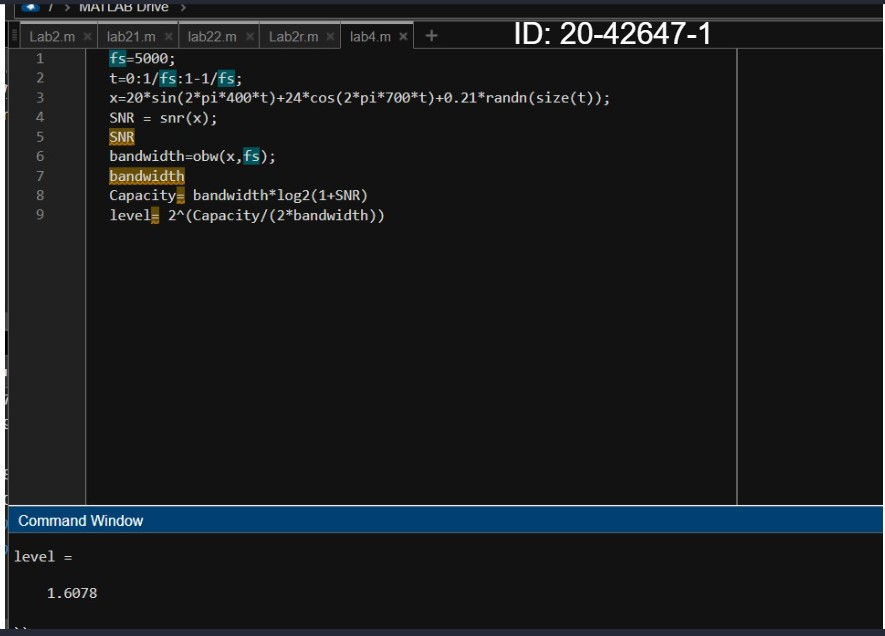 / > MATLAB Drive >
Lab2.m × lab21.m × lab22.m × Lab2r.m × lab4.m × +
ID: 20-42647-1
1 fs=5000;
2 t=0:1/fs:1-1/fs;
3 x=20*sin(2*pi*400*t)+24*cos(2*pi*700*t)+0.21*randn(size(t));
4 SNR = snr(x);
5 SNR
6 bandwidth=obw(x,fs);
7 bandwidth
8 Capacity= bandwidth*log2(1+SNR)
9 level= 2^(Capacity/(2*bandwidth))
Command Window
level =
1.6078